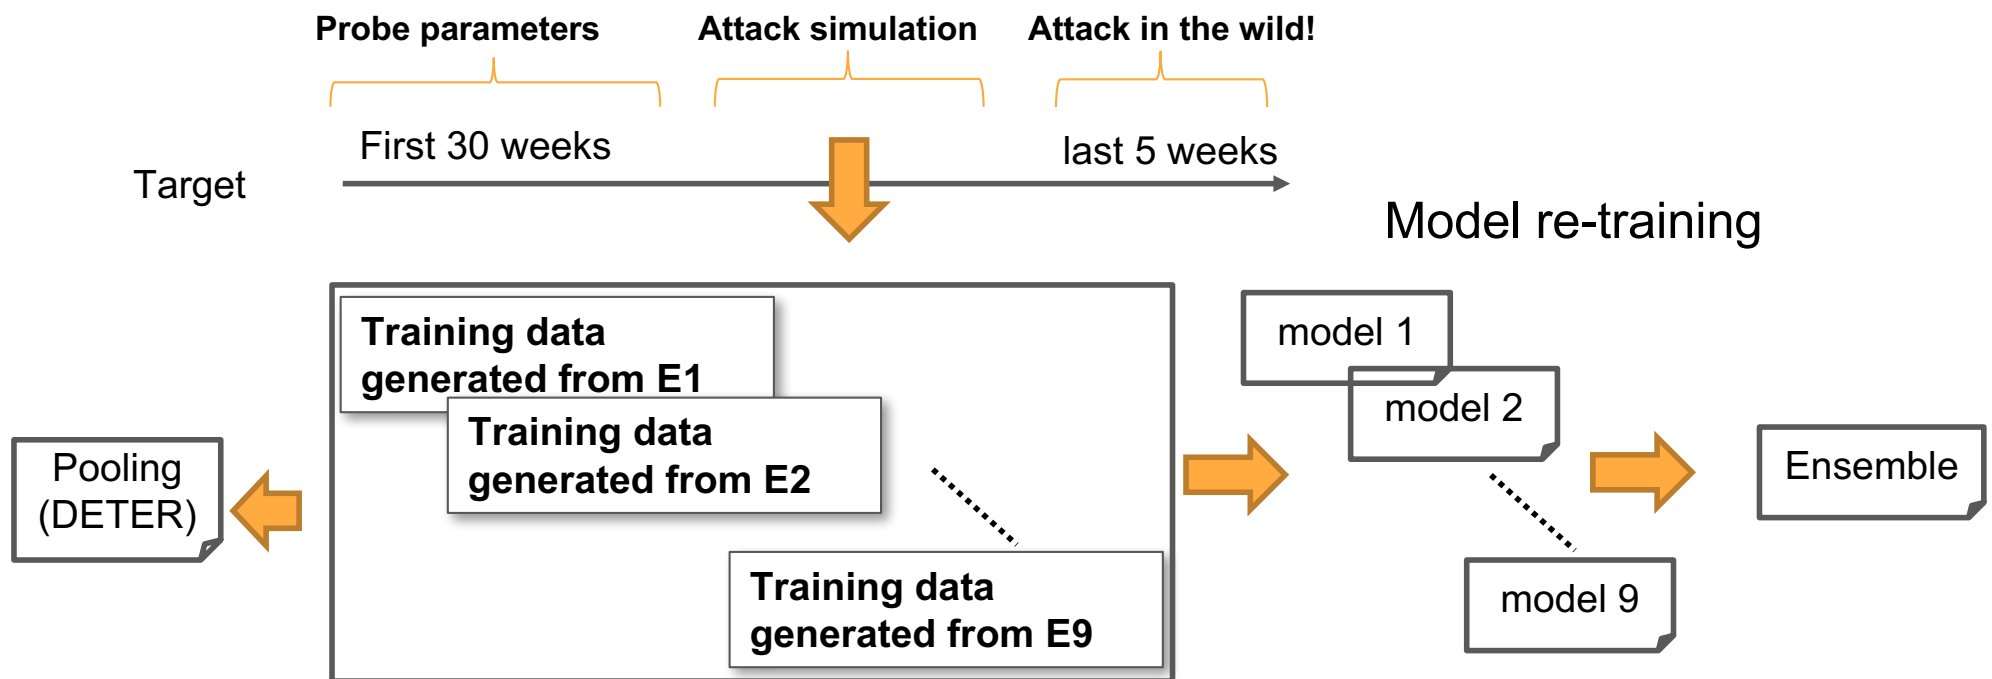 Probe parameters
Attack simulation
Attack in the wild!
First 30 weeks
last 5 weeks
Target
Model re-training
Training data
generated from E1
Training data
generated from E2
Training data
generated from E9
Pooling
(DETER)
model 1
model 2
model 9
Ensemble